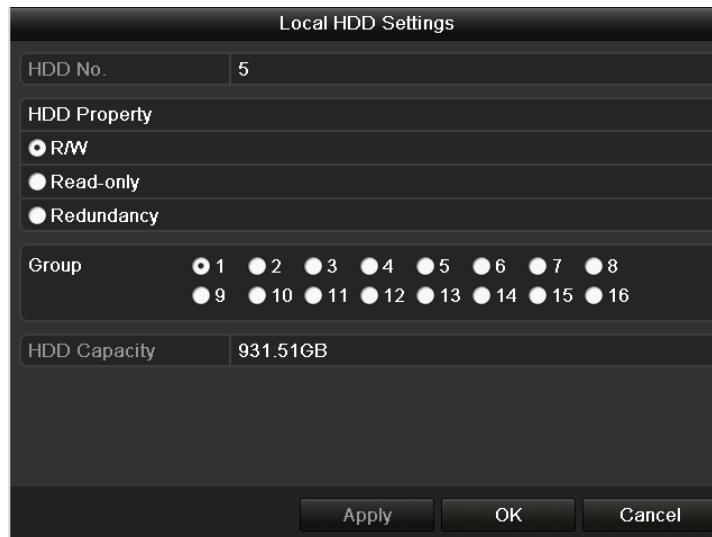 Local HDD Settings
HDD No. 5
HDD Property
R/W
Read-only
Redundancy
Group 1 2 3 4 5 6 7 8
9 10 11 12 13 14 15 16
HDD Capacity 931.51GB
Apply OK Cancel